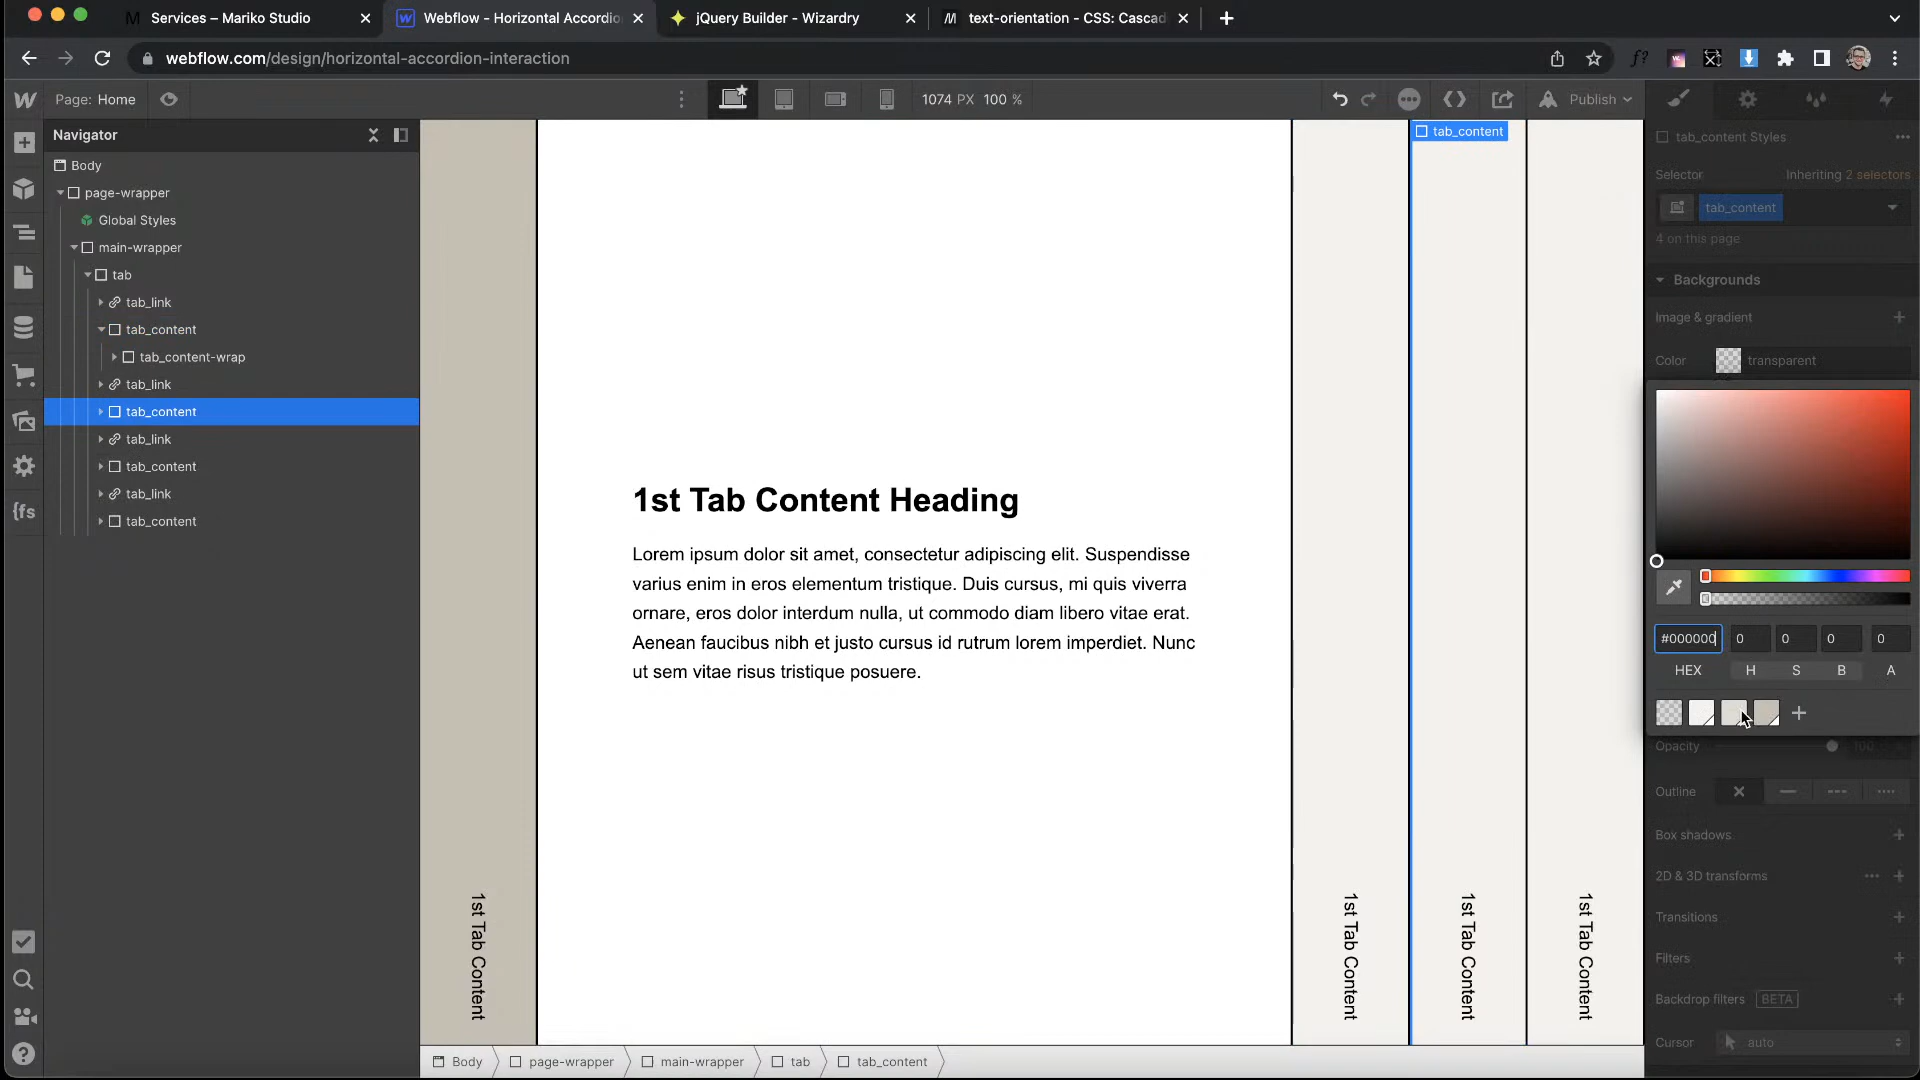 Services – Mariko Studio
Webflow - Horizontal Accordio
jQuery Builder - Wizardry
text-orientation - CSS: Cascad
webflow.com/design/horizontal-accordion-interaction
f?
Page: Home
1074 PX 100 %
Publish
Navigator
Body
page-wrapper
Global Styles
main-wrapper
tab
tab_link
tab_content
tab_content-wrap
tab_link
tab_content
tab_link
tab_content
tab_link
tab_content
{fs
1st Tab Content
1st Tab Content Heading
Lorem ipsum dolor sit amet, consectetur adipiscing elit. Suspendisse
varius enim in eros elementum tristique. Duis cursus, mi quis viverra
ornare, eros dolor interdum nulla, ut commodo diam libero vitae erat.
Aenean faucibus nibh et justo cursus id rutrum lorem imperdiet. Nunc
ut sem vitae risus tristique posuere.
1st Tab Content
tab_content
1st Tab Content
1st Tab Content
tab_content Styles
Selector Inheriting 2 selectors
tab_content
4 on this page
Backgrounds
Image & gradient
Color transparent
#000000 0 0 0 0
HEX H S B A
Opacity 100
Outline
Box shadows
2D & 3D transforms
Transitions
Filters
Backdrop filters BETA
Cursor auto
Body page-wrapper main-wrapper tab tab_content